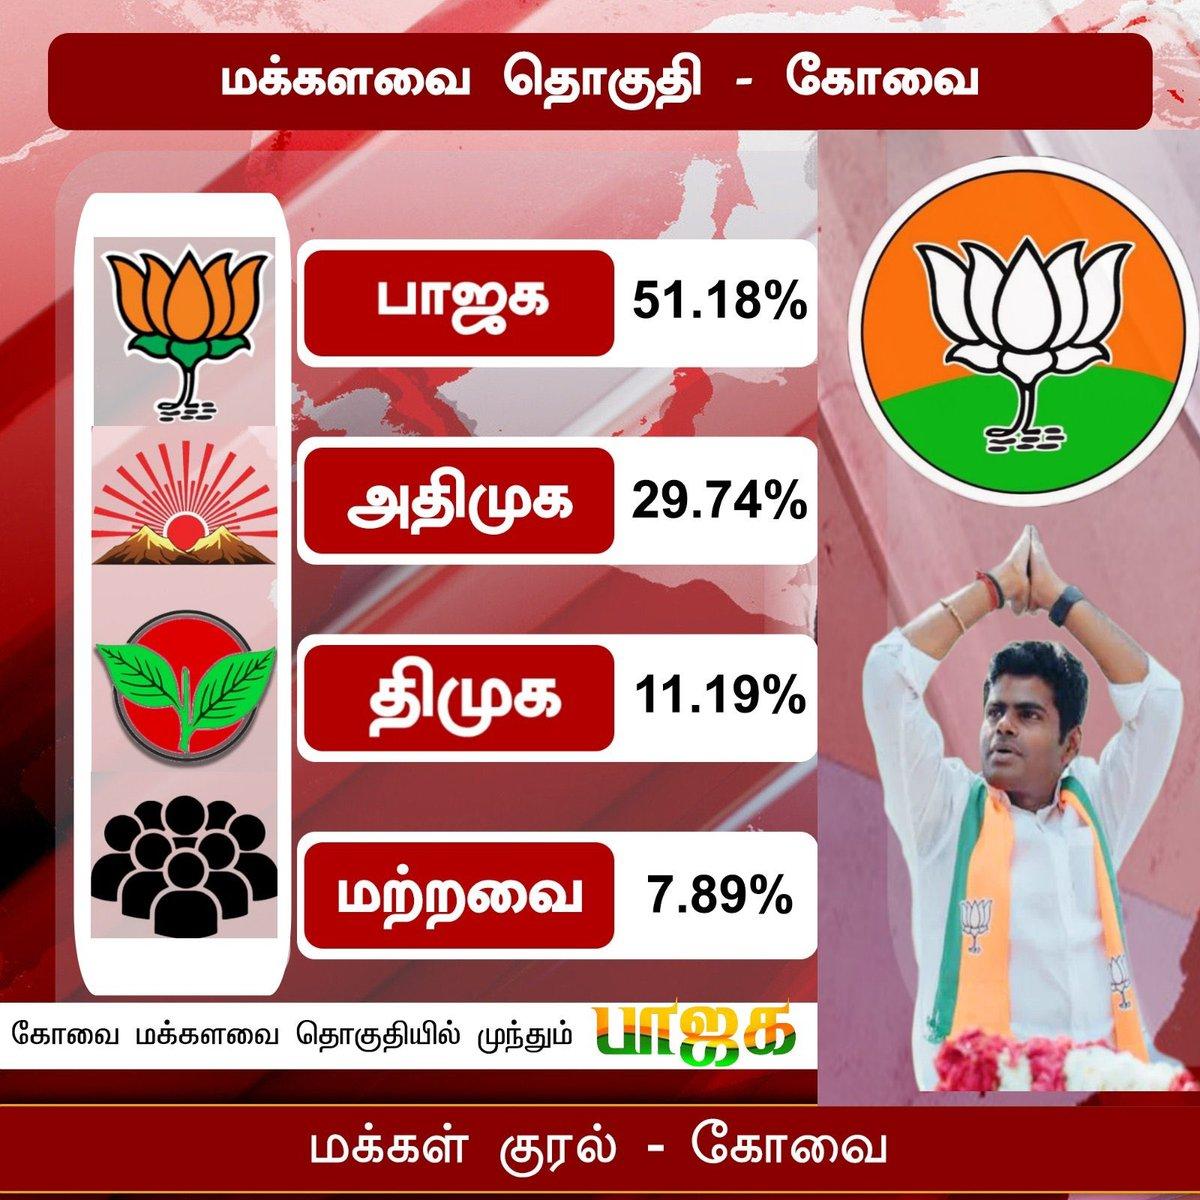 மக்களவை தொகுதி - கோவை
பாஜக 51.18%
அதிமுக 29.74%
திமுக 11.19%
மற்றவை 7.89%
கோவை மக்களவை தொகுதியில் முந்தும் பாஜக
மக்கள் குரல் - கோவை